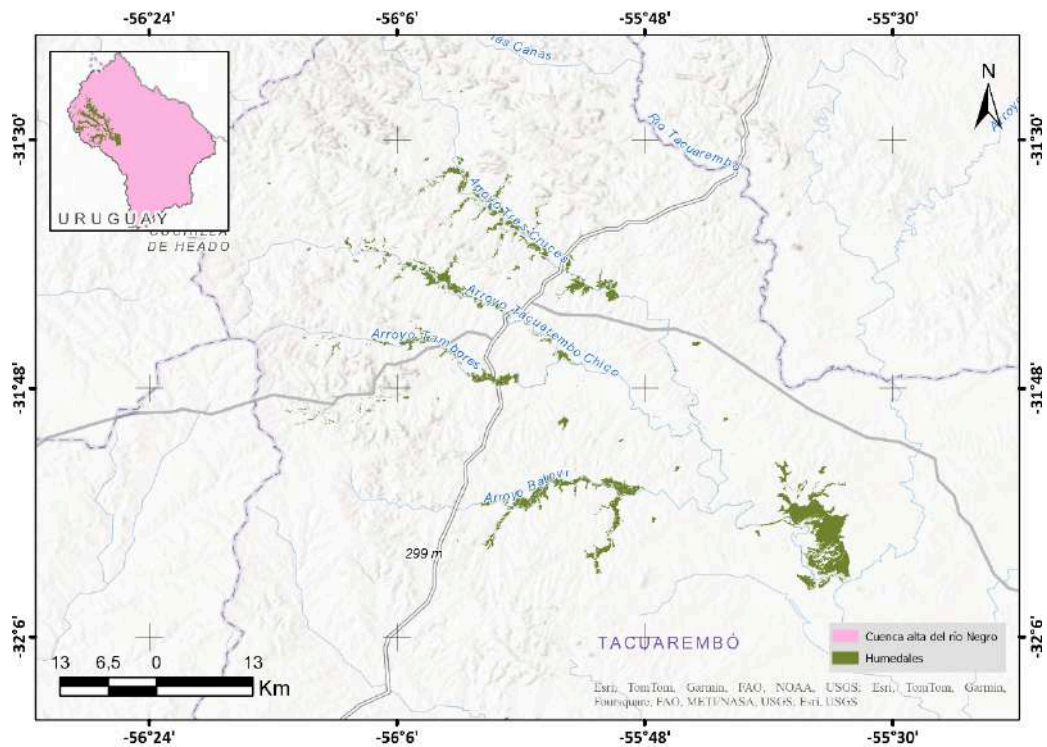 -56°24' -56°6' -55°48' -55°30'
-31°30'
-31°48'
-32°6'
N
URUGUAY
DE HEADO
Canas
Río Tacuarembó
Arroyo
Arroyo Tres Cruces
Arroyo Tacuarembo Chico
Arroyo Tambores
-31°30'
-31°48'
-32°6'
Arroyo
299 m
TACUAREMBÓ
Cuenca alta del río Negro
Humedales
13 6,5 0 13
Km
Esri, TomTom, Garmin, FAO, NOAA, USGS; Esri, TomTom, Garmin,
Foursquare, FAO, METI/NASA, USGS; Esri, USGS
-56°24' -56°6' -55°48' -55°30'